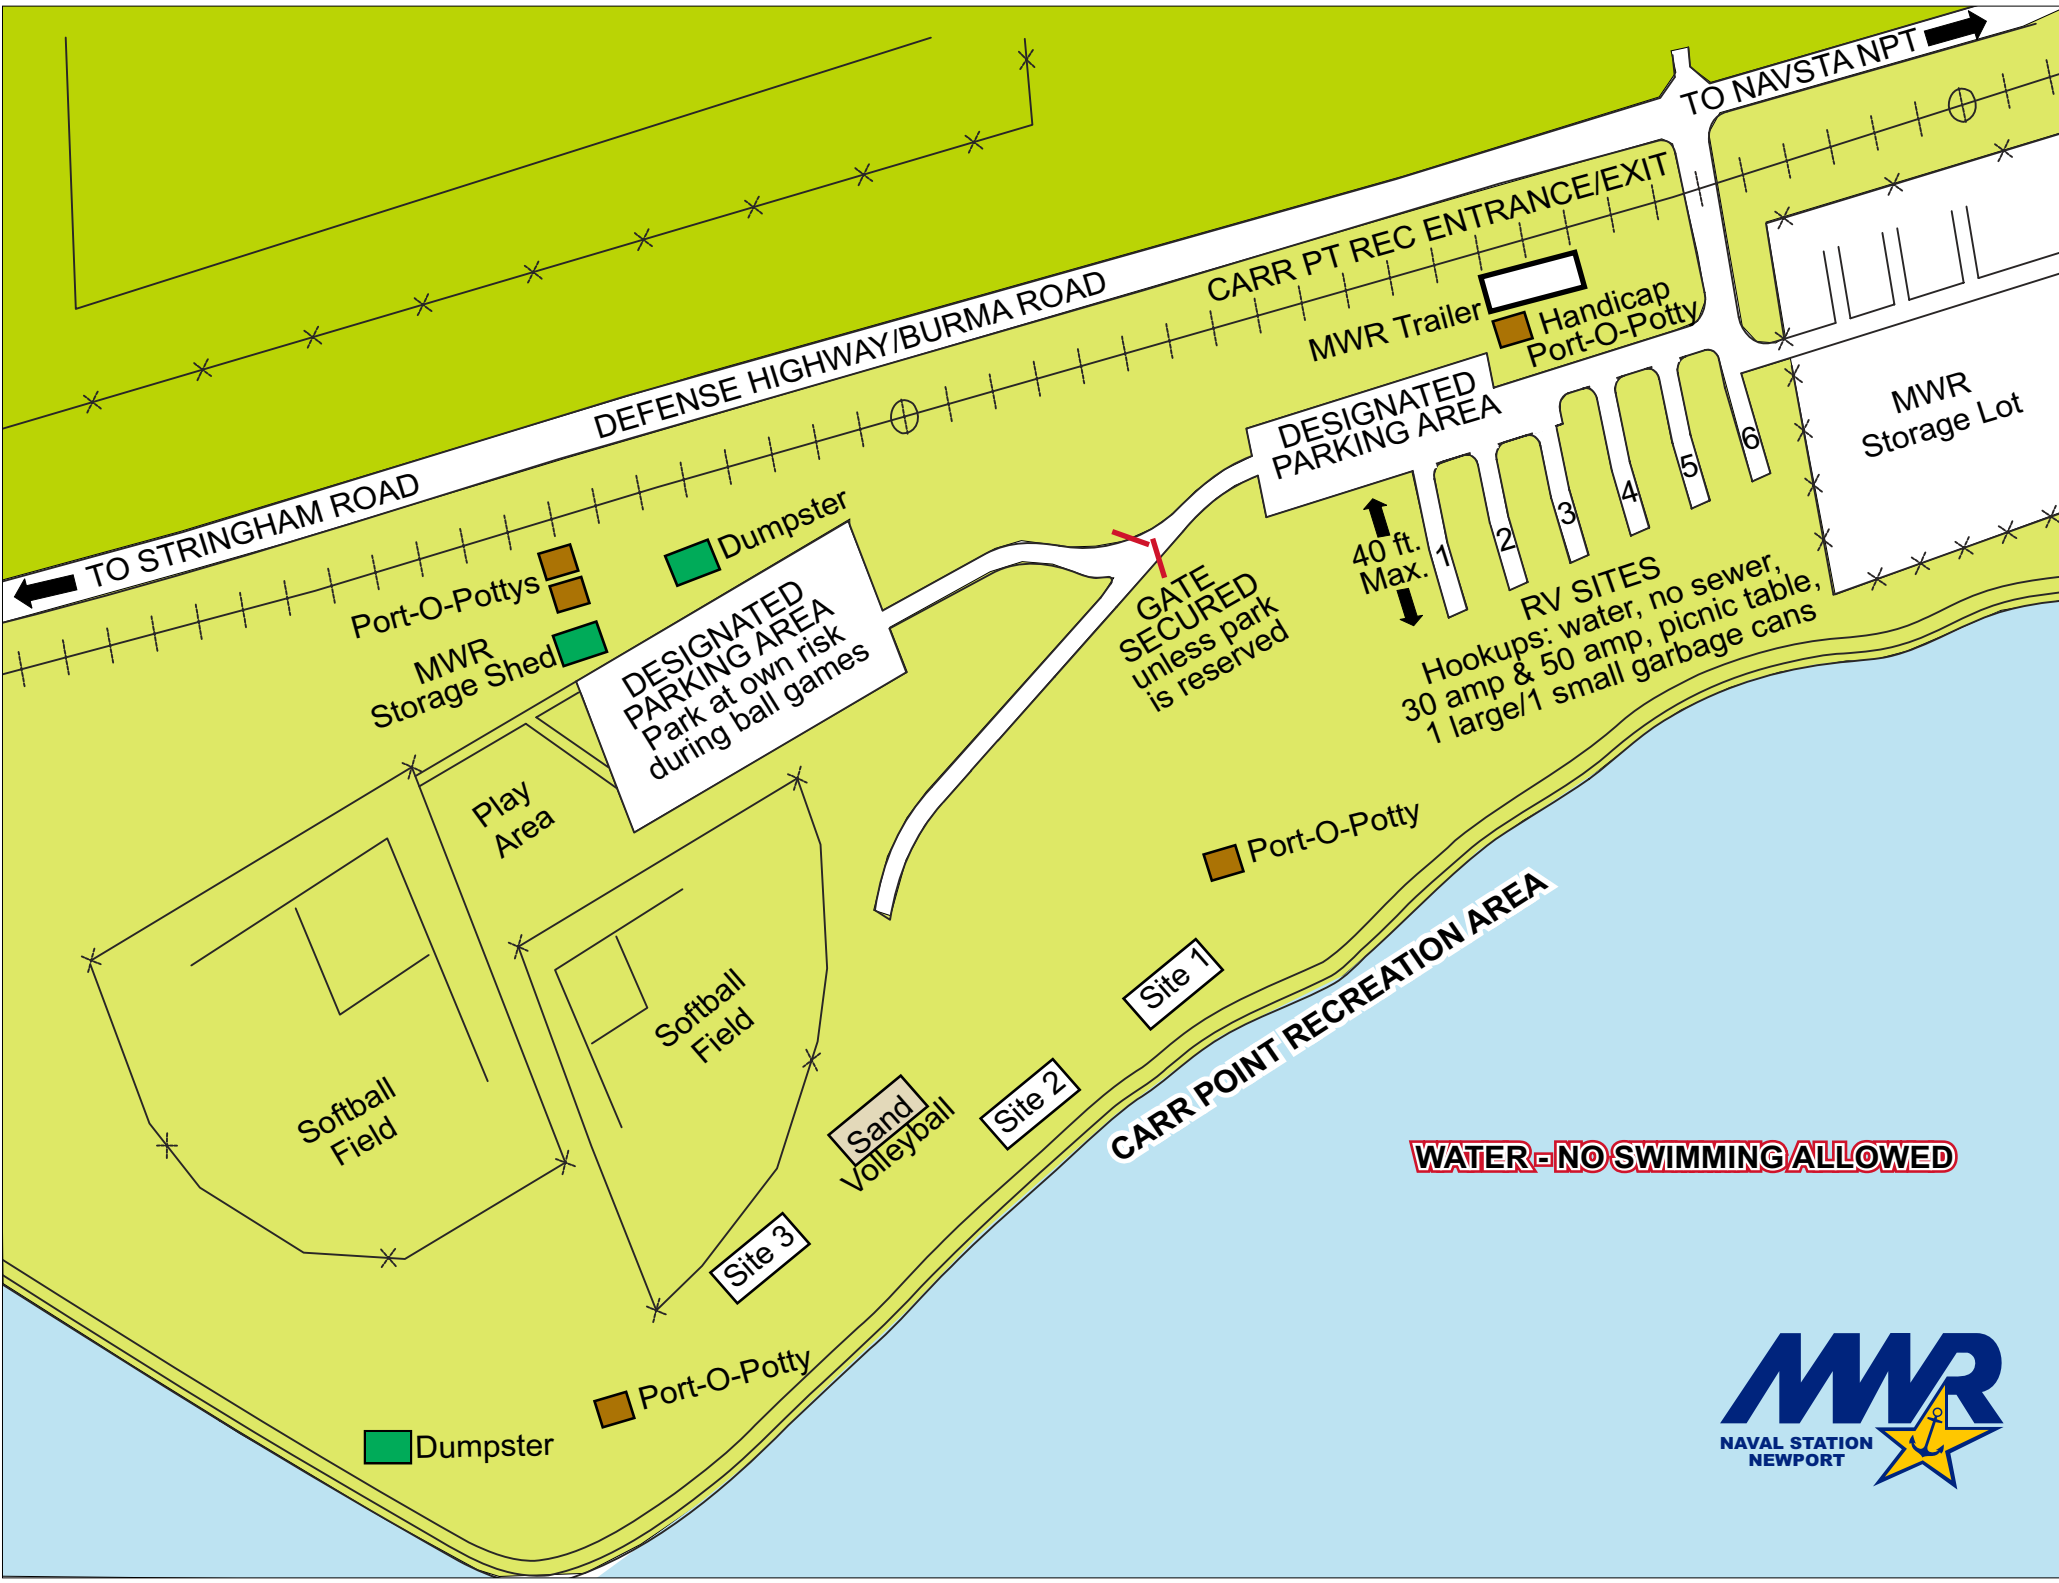 TO NAVSTA NPT
CARR PT REC ENTRANCE/EXIT
DEFENSE HIGHWAY/BURMA ROAD
TO STRINGHAM ROAD
MWR Trailer
Handicap
Port-O-Potty
DESIGNATED
PARKING AREA
MWR
Storage Lot
1
2
3
4
5
6
40 ft.
Max.
RV SITES
Hookups: water, no sewer,
30 amp & 50 amp, picnic table,
1 large/1 small garbage cans
GATE
SECURED
unless park
is reserved
Dumpster
Port-O-Pottys
MWR
Storage Shed
DESIGNATED
PARKING AREA
Park at own risk
during ball games
Play
Area
Port-O-Potty
Softball
Field
Softball
Field
Site 1
Site 2
Sand
Volleyball
Site 3
CARR POINT RECREATION AREA
WATER - NO SWIMMING ALLOWED
Port-O-Potty
Dumpster
MWR
NAVAL STATION
NEWPORT